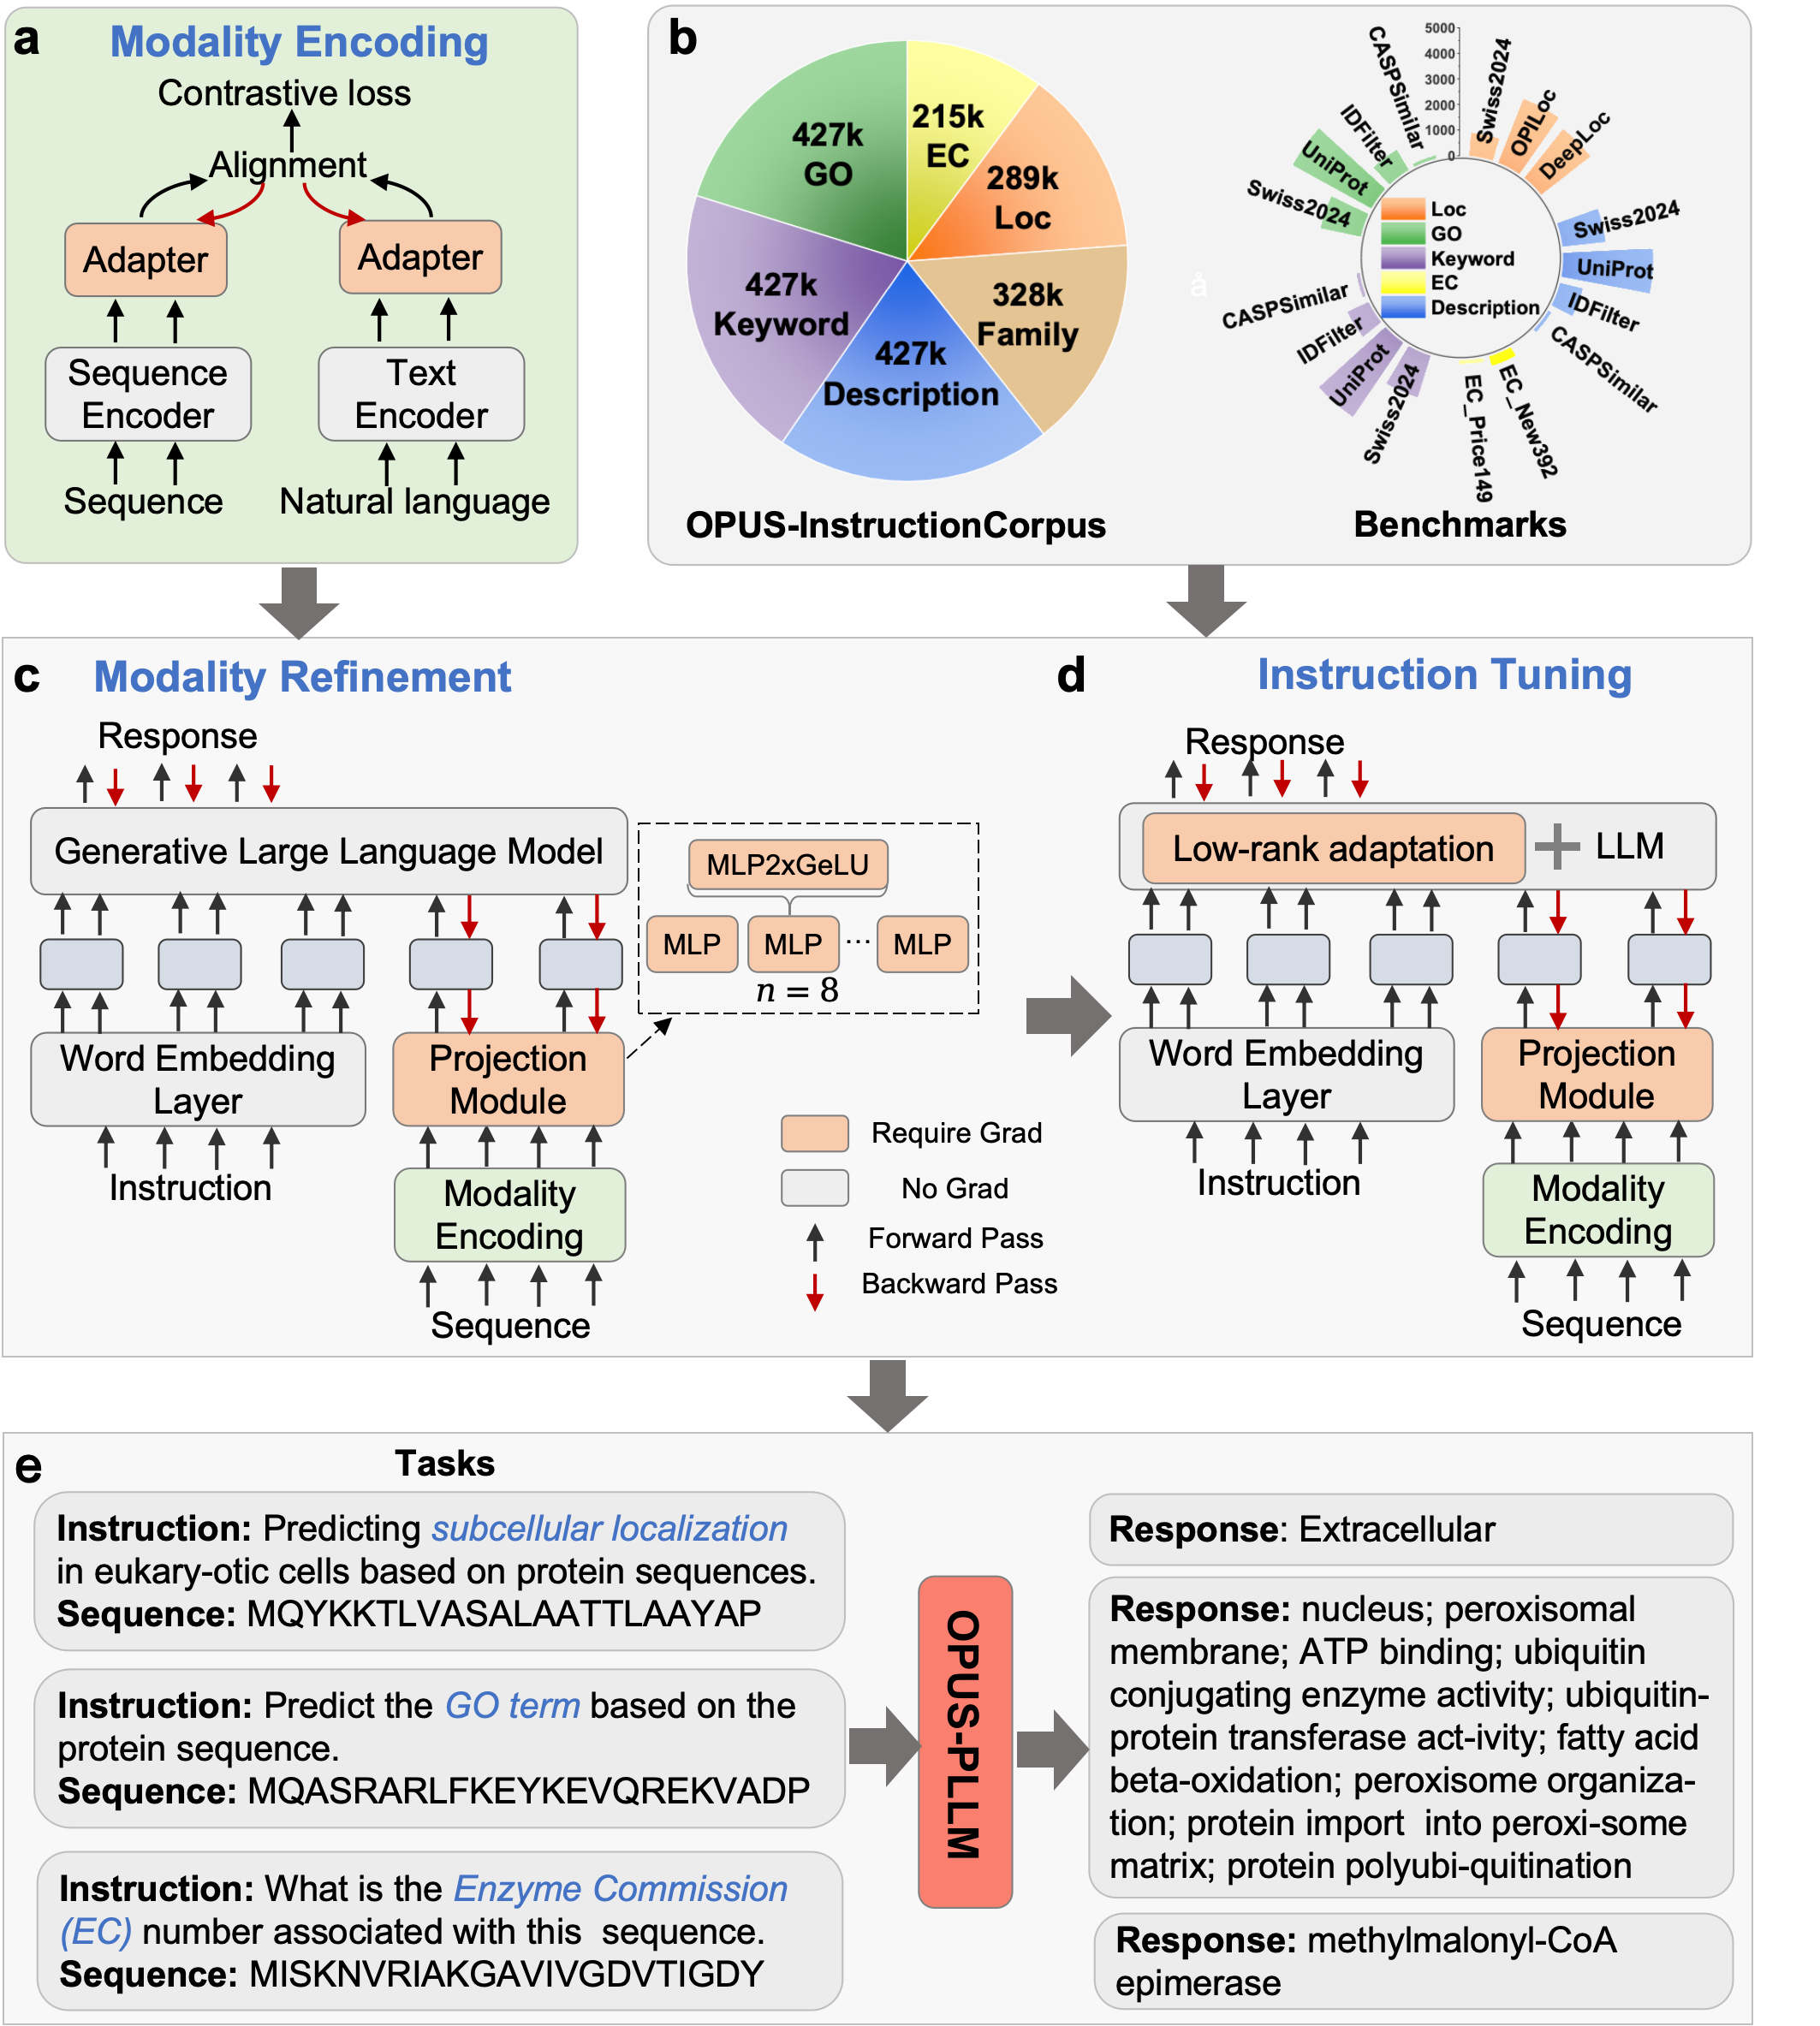 a
Modality Encoding
Contrastive loss
Alignment
Adapter
Adapter
Sequence
Encoder
Text
Encoder
Sequence
Natural language
b
427k
GO
215k
EC
289k
Loc
427k
Keyword
328k
Family
427k
Description
OPUS-InstructionCorpus
5000
4000
3000
2000
1000
0
Swiss2024
OPILoc
DeepLoc
Swiss2024
UniProt
IDFilter
CASPSimilar
EC_New392
EC_Price149
Swiss2024
UniProt
IDFilter
CASPSimilar
Swiss2024
UniProt
IDFilter
CASPSimilar
Loc
GO
Keyword
EC
Description
å
Benchmarks
c
Modality Refinement
Response
Generative Large Language Model
MLP2xGeLU
MLP
MLP
...
MLP
n = 8
Word Embedding
Layer
Projection
Module
Instruction
Modality
Encoding
Sequence
Require Grad
No Grad
Forward Pass
Backward Pass
d
Instruction Tuning
Response
Low-rank adaptation
+ LLM
Word Embedding
Layer
Projection
Module
Instruction
Modality
Encoding
Sequence
e
Tasks
Instruction: Predicting subcellular localization
in eukary-otic cells based on protein sequences.
Sequence: MQYKKTLVASALAATTLAAYAP
Instruction: Predict the GO term based on the
protein sequence.
Sequence: MQASRARLFKEYKEVQREKVADP
Instruction: What is the Enzyme Commission
(EC) number associated with this  sequence.
Sequence: MISKNVRIAKGAVIVGDVTIGDY
OPUS-PLLM
Response: Extracellular
Response: nucleus; peroxisomal
membrane; ATP binding; ubiquitin
conjugating enzyme activity; ubiquitin-
protein transferase act-ivity; fatty acid
beta-oxidation; peroxisome organiza-
tion; protein import  into peroxi-some
matrix; protein polyubi-quitination
Response: methylmalonyl-CoA
epimerase